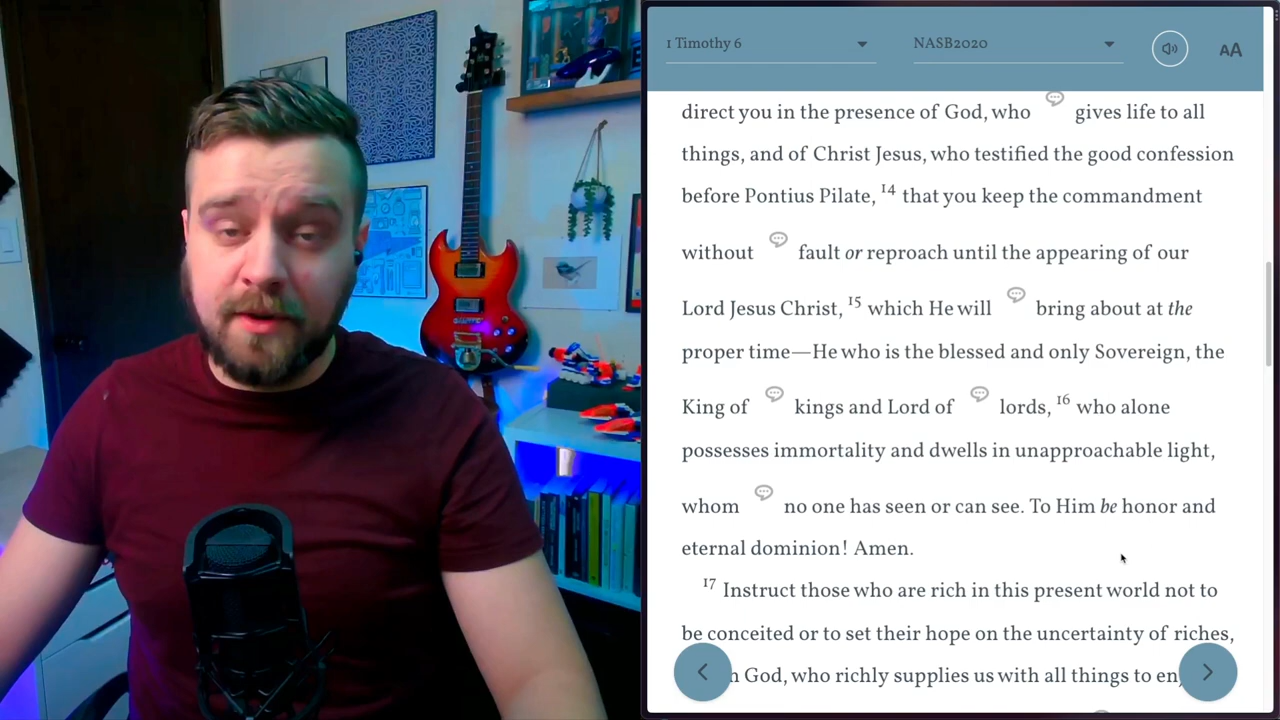 1 Timothy 6
NASB2020
AA
direct you in the presence of God, who gives life to all
things, and of Christ Jesus, who testified the good confession
before Pontius Pilate, 14 that you keep the commandment
without fault or reproach until the appearing of our
Lord Jesus Christ, 15 which He will bring about at the
proper time—He who is the blessed and only Sovereign, the
King of kings and Lord of lords, 16 who alone
possesses immortality and dwells in unapproachable light,
whom no one has seen or can see. To Him be honor and
eternal dominion! Amen.
17 Instruct those who are rich in this present world not to
be conceited or to set their hope on the uncertainty of riches,
God, who richly supplies us with all things to